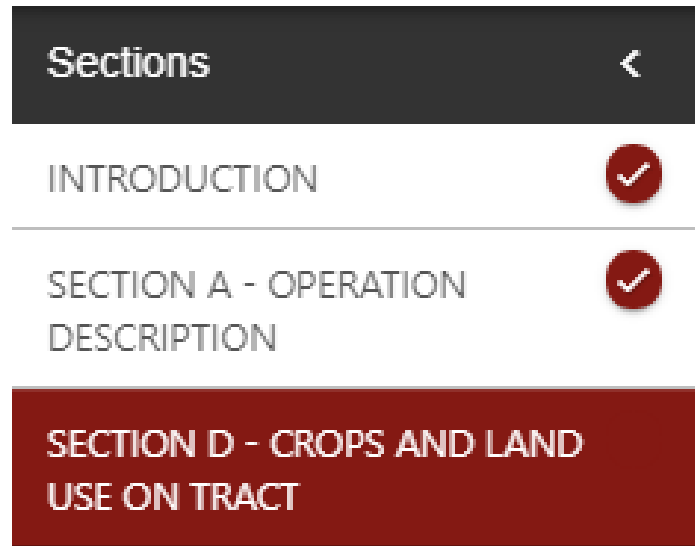 Sections
INTRODUCTION
SECTION A - OPERATION
DESCRIPTION
SECTION D - CROPS AND LAND
USE ON TRACT